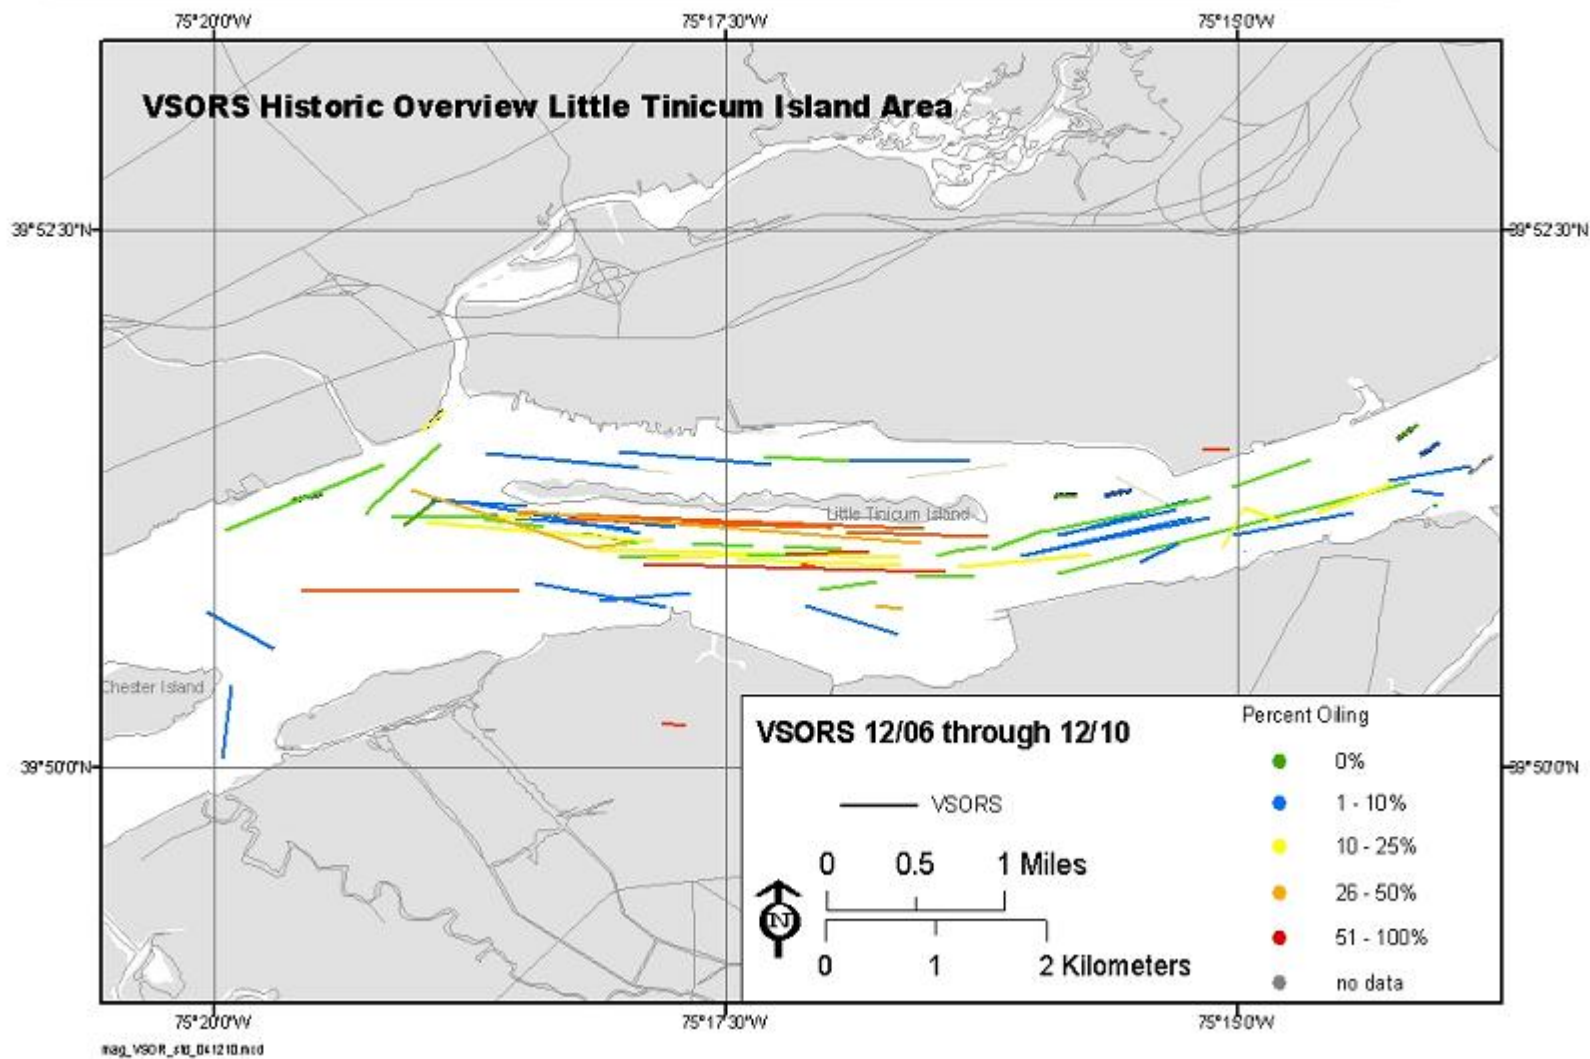 75°20'0"W 75°17'30"W 75°15'0"W
VSORS Historic Overview Little Tinicum Island Area
39°52'30"N 39°52'30"N
Little Tinicum Island
Chester Island
39°50'0"N 39°50'0"N
VSORS 12/06 through 12/10
VSORS
0 0.5 1 Miles
N
0 1 2 Kilometers
Percent Oiling
0%
1 - 10%
10 - 25%
26 - 50%
51 - 100%
no data
75°20'0"W 75°17'30"W 75°15'0"W